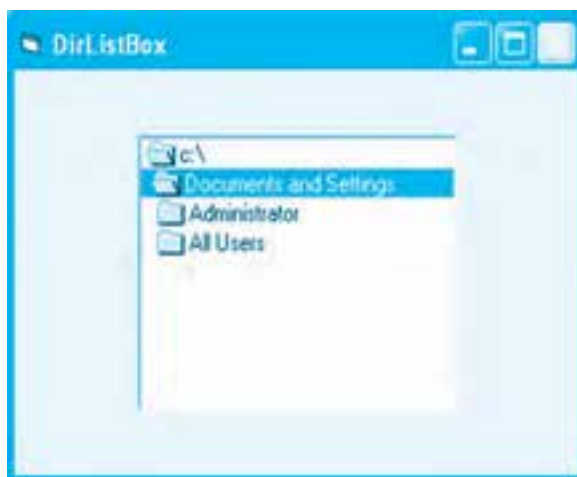 DirListBox
c:\
Documents and Settings
Administrator
All Users